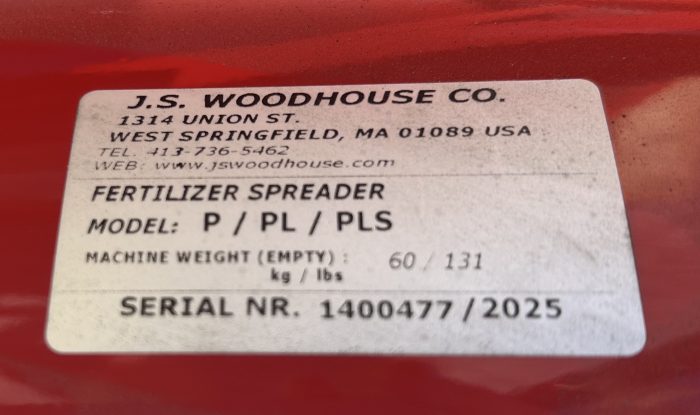 J.S. WOODHOUSE CO.
1314 UNION ST.
WEST SPRINGFIELD, MA 01089 USA
TEL. 413-736-5462
WEB: www.jswoodhouse.com
FERTILIZER SPREADER
MODEL: P / PL / PLS
MACHINE WEIGHT (EMPTY) : 60 / 131
kg / lbs
SERIAL NR. 1400477 / 2025